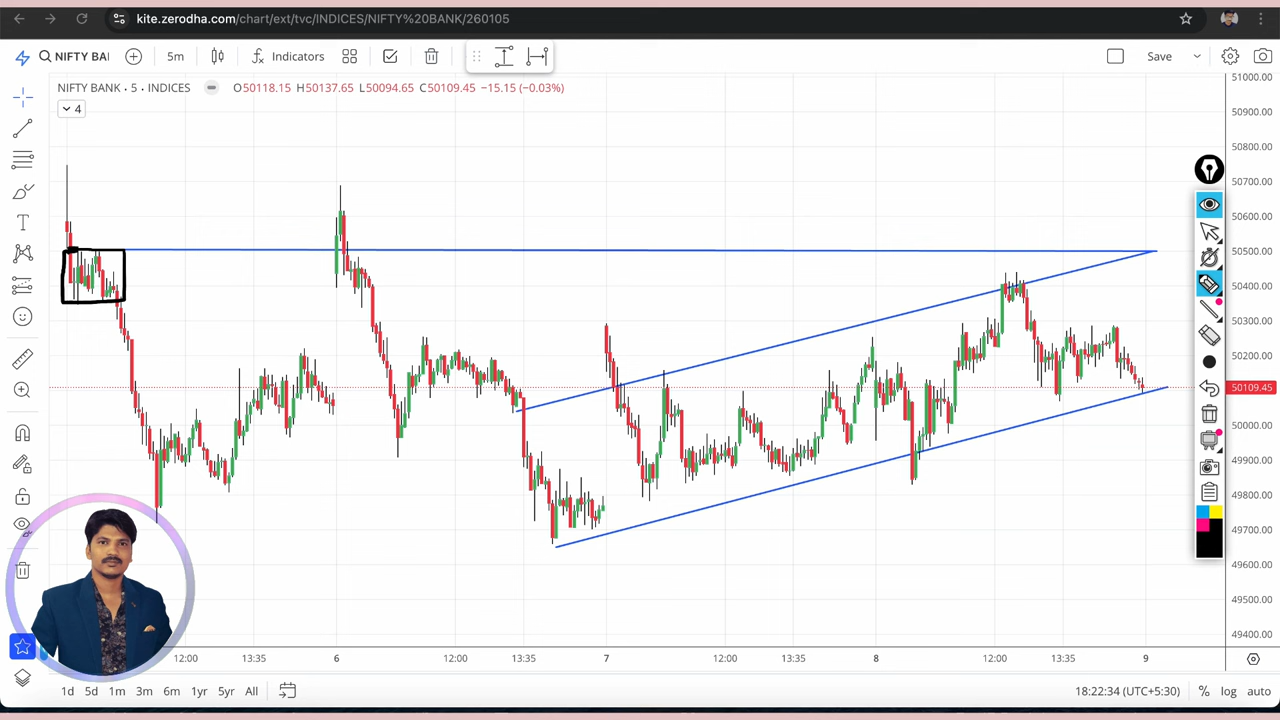 kite.zerodha.com/chart/ext/tvc/INDICES/NIFTY%20BANK/260105
NIFTY BAI
5m
Indicators
Save
NIFTY BANK · 5 · INDICES
O50118.15 H50137.65 L50094.65 C50109.45 −15.15 (−0.03%)
4
51000.00
50900.00
50800.00
50700.00
50600.00
50500.00
50400.00
50300.00
50200.00
50109.45
50000.00
49900.00
49800.00
49700.00
49600.00
49500.00
49400.00
12:00 13:35 6 12:00 13:35 7 12:00 13:35 8 12:00 13:35 9
1d 5d 1m 3m 6m 1yr 5yr All
18:22:34 (UTC+5:30) % log auto